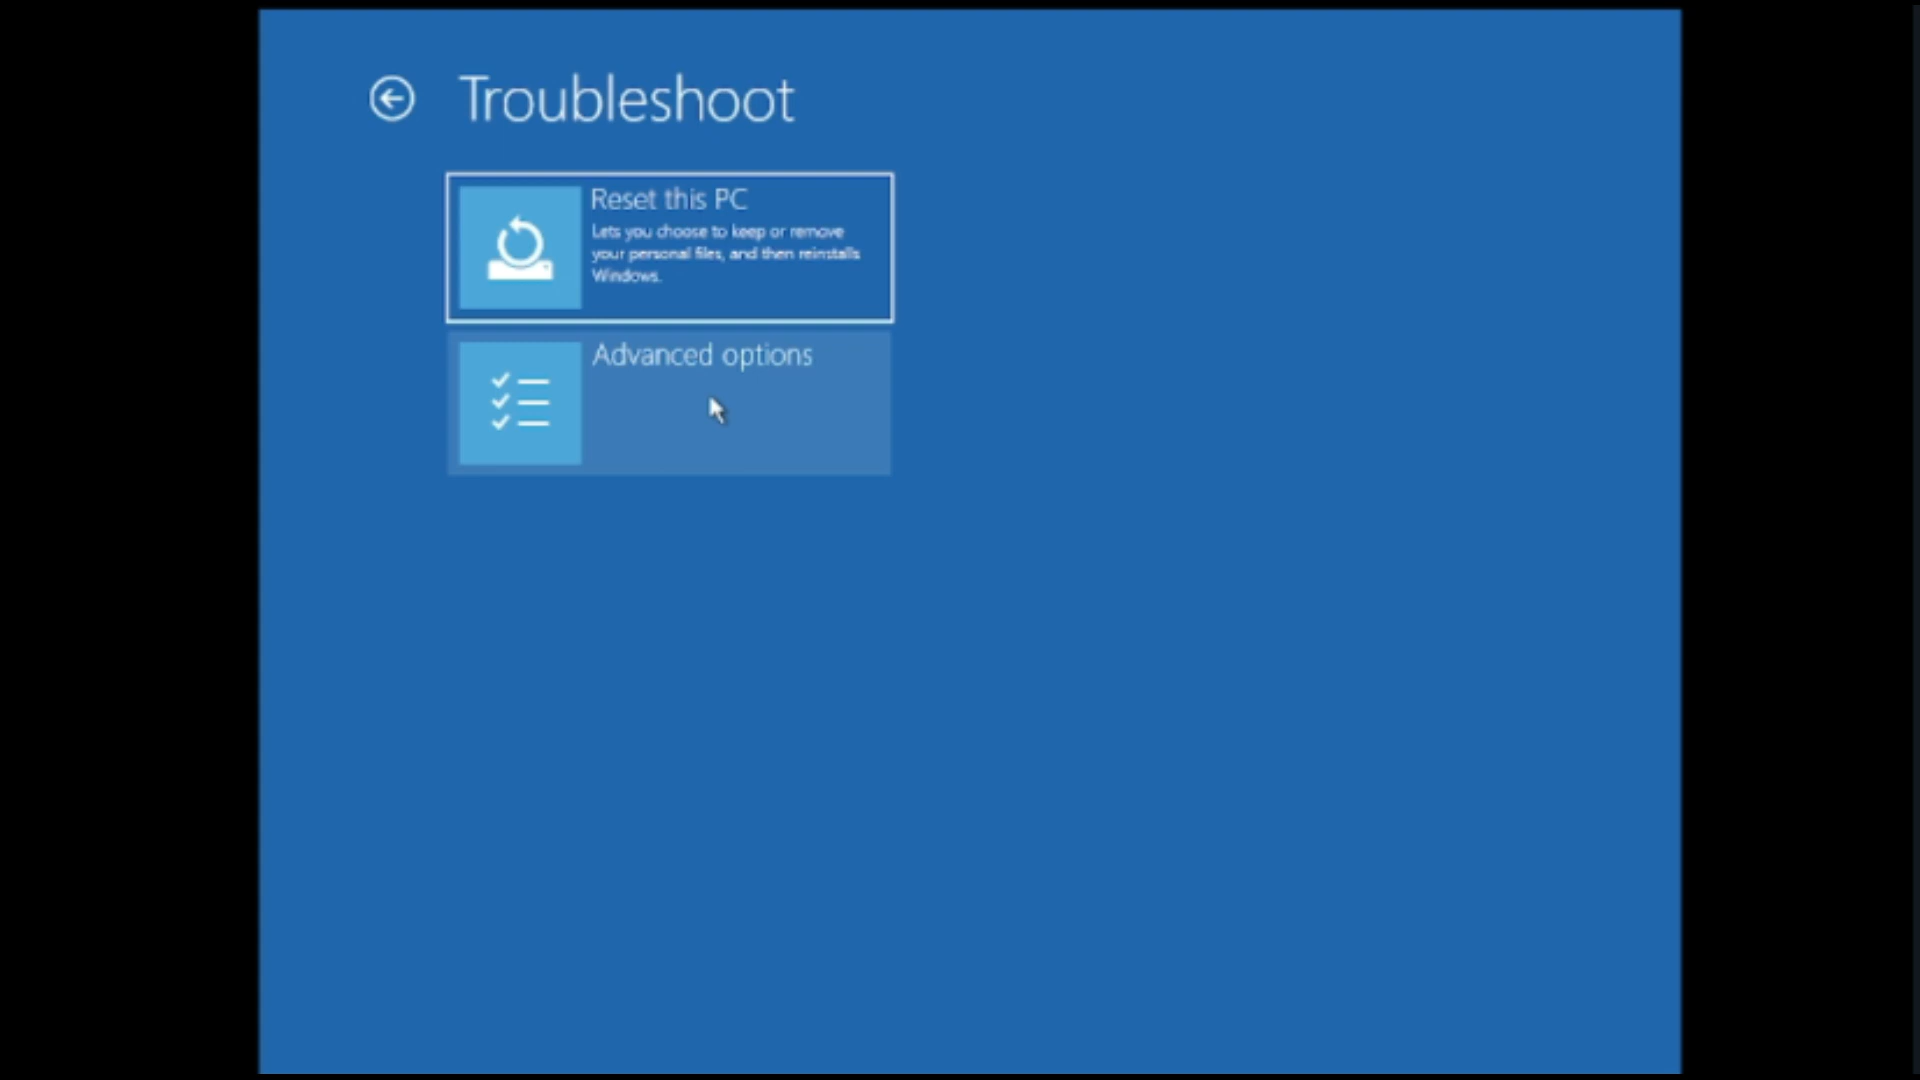 Troubleshoot
Reset this PC
Lets you choose to keep or remove
your personal files, and then reinstalls
Windows.
Advanced options